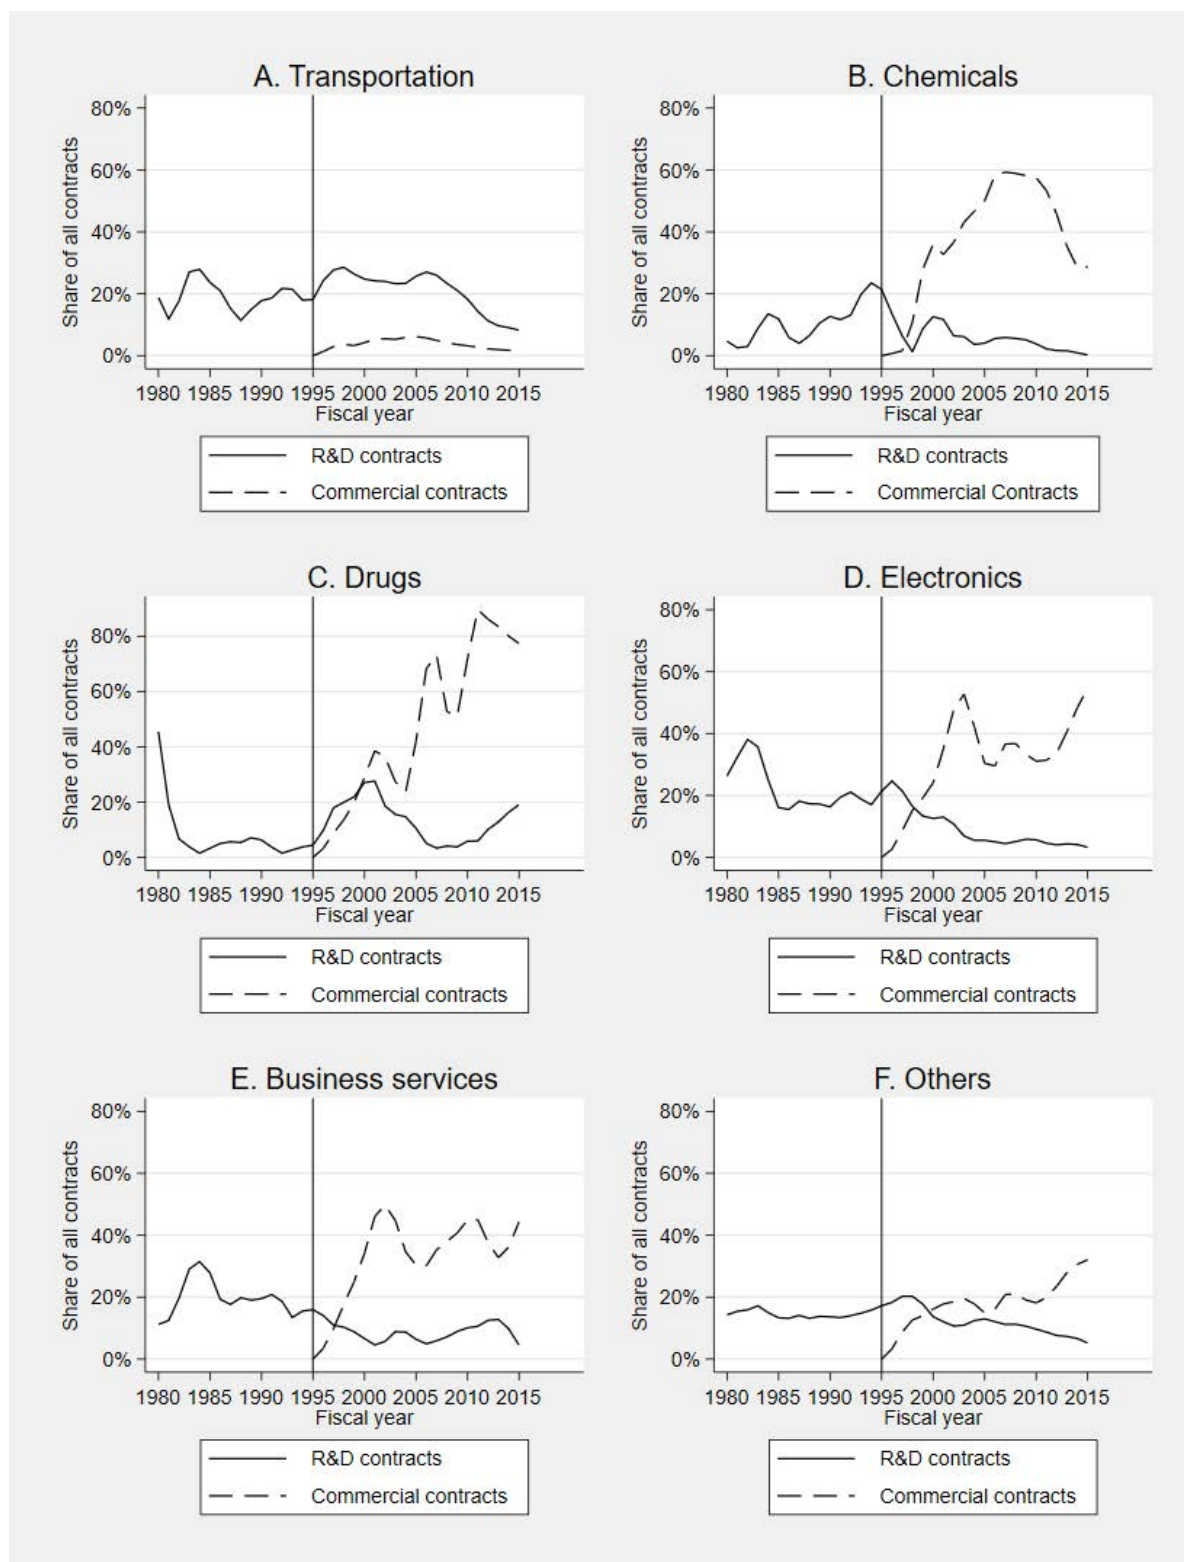 A. Transportation
Share of all contracts
80%
60%
40%
20%
0%
1980 1985 1990 1995 2000 2005 2010 2015
Fiscal year
R&D contracts
Commercial contracts
B. Chemicals
Share of all contracts
80%
60%
40%
20%
0%
1980 1985 1990 1995 2000 2005 2010 2015
Fiscal year
R&D contracts
Commercial Contracts
C. Drugs
Share of all contracts
80%
60%
40%
20%
0%
1980 1985 1990 1995 2000 2005 2010 2015
Fiscal year
R&D contracts
Commercial contracts
D. Electronics
Share of all contracts
80%
60%
40%
20%
0%
1980 1985 1990 1995 2000 2005 2010 2015
Fiscal year
R&D contracts
Commercial contracts
E. Business services
Share of all contracts
80%
60%
40%
20%
0%
1980 1985 1990 1995 2000 2005 2010 2015
Fiscal year
R&D contracts
Commercial contracts
F. Others
Share of all contracts
80%
60%
40%
20%
0%
1980 1985 1990 1995 2000 2005 2010 2015
Fiscal year
R&D contracts
Commercial contracts